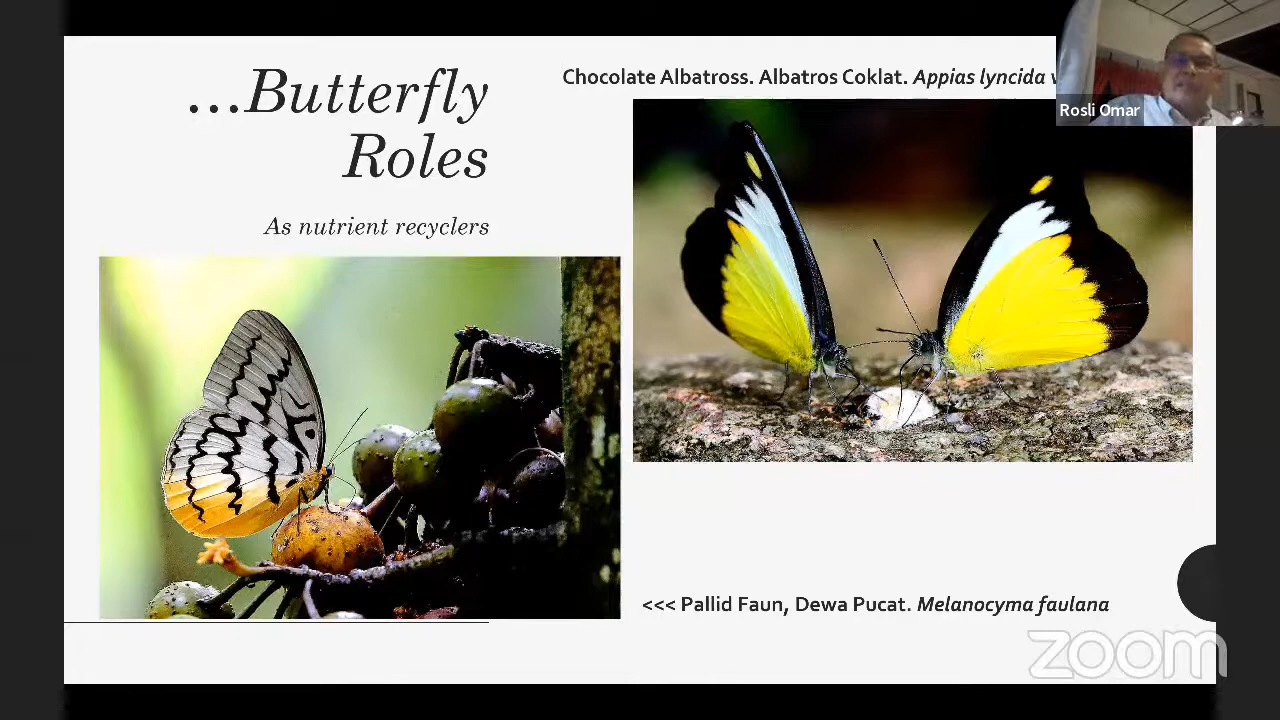 ...Butterfly
Roles
As nutrient recyclers
Chocolate Albatross. Albatros Coklat. Appias lyncida
Rosli Omar
<<< Pallid Faun, Dewa Pucat. Melanocyma faulana
zoom